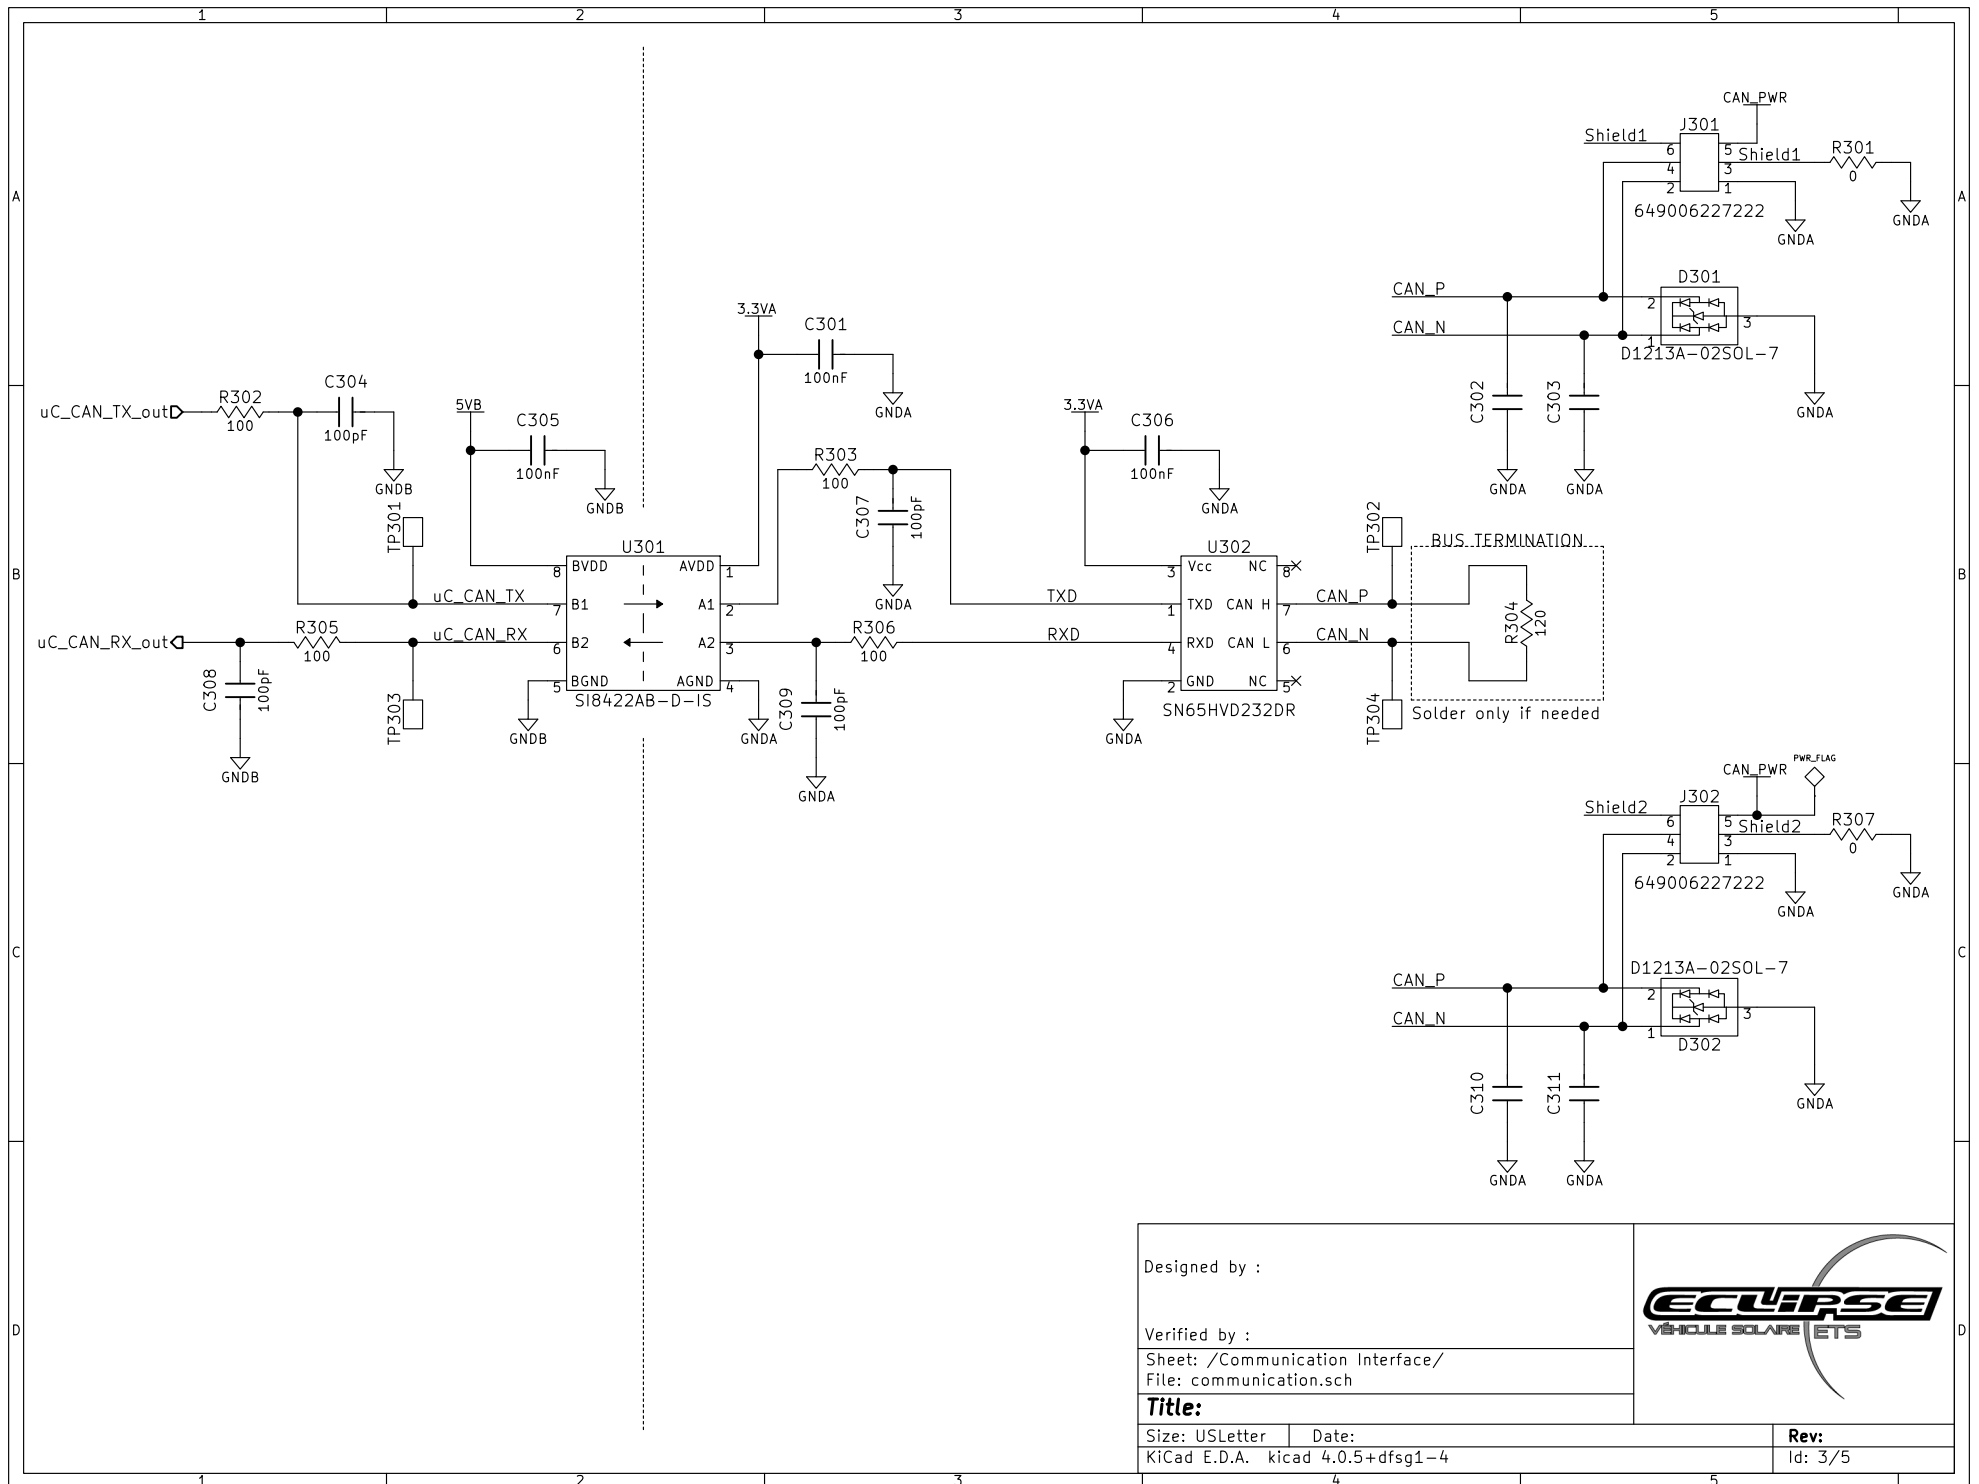 1 2 3 4 5
A
B
C
D
A
B
C
D
CAN_PWR
J301
Shield1
6 5
Shield1
4 3
2 1
R301
0
649006227222
GNDA
GNDA
D301
CAN_P
2
CAN_N
1
3
D1213A-02SOL-7
C302
C303
GNDA
GNDA
GNDA
3.3VA
C301
100nF
GNDA
uC_CAN_TX_out
R302
100
C304
100pF
GNDB
5VB
C305
100nF
GNDB
R303
100
C307
100pF
GNDA
3.3VA
C306
100nF
GNDA
TP301
U301
8 BVDD AVDD 1
uC_CAN_TX
7 B1 A1 2
uC_CAN_RX
6 B2 A2 3
5 BGND AGND 4
SI8422AB-D-IS
GNDB
GNDA
uC_CAN_RX_out
R305
100
C308
100pF
GNDB
TP303
R306
100
C309
100pF
GNDA
TXD
RXD
U302
3 Vcc NC 8
1 TXD CAN H 7
4 RXD CAN L 6
2 GND NC 5
SN65HVD232DR
GNDA
CAN_P
CAN_N
TP302
TP304
BUS TERMINATION
R304
120
Solder only if needed
PWR_FLAG
CAN_PWR
J302
Shield2
6 5
Shield2
4 3
2 1
R307
0
649006227222
GNDA
GNDA
D1213A-02SOL-7
CAN_P
2
CAN_N
1
3
D302
C310
C311
GNDA
GNDA
GNDA
Designed by :
Verified by :
Sheet: /Communication Interface/
File: communication.sch
Title:
Size: USLetter Date: Rev:
KiCad E.D.A. kicad 4.0.5+dfsg1-4 Id: 3/5
ECLIPSE
VÉHICULE SOLAIRE ETS
1 2 3 4 5